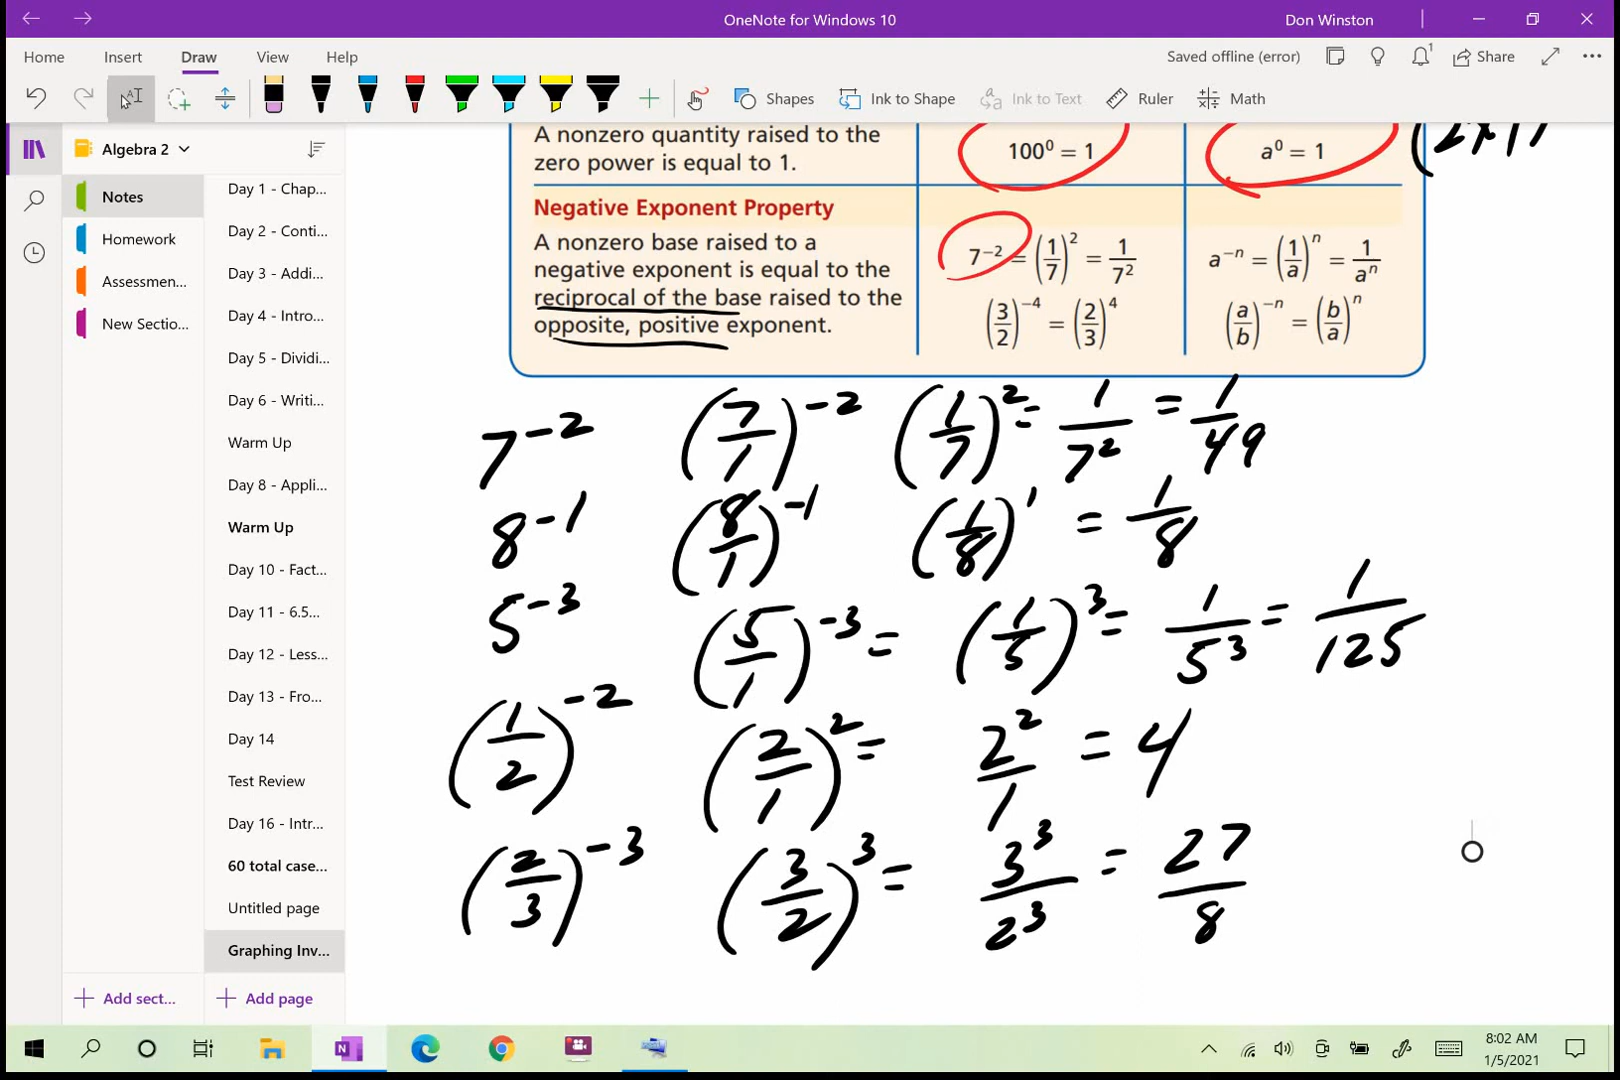 OneNote for Windows 10
Don Winston
Home Insert Draw View Help
Saved offline (error) 1 Share
Shapes Ink to Shape Ink to Text Ruler Math
Algebra 2
Notes
Homework
Assessmen...
New Sectio...
Add sect...
Day 1 - Chap...
Day 2 - Conti...
Day 3 - Addi...
Day 4 - Intro...
Day 5 - Dividi...
Day 6 - Writi...
Warm Up
Day 8 - Appli...
Warm Up
Day 10 - Fact...
Day 11 - 6.5...
Day 12 - Less...
Day 13 - Fro...
Day 14
Test Review
Day 16 - Intr...
60 total case...
Untitled page
Graphing Inv...
Add page
A nonzero quantity raised to the
zero power is equal to 1.
100⁰ = 1
a⁰ = 1
Negative Exponent Property
A nonzero base raised to a
negative exponent is equal to the
reciprocal of the base raised to the
opposite, positive exponent.
7⁻² = (1/7)² = 1/7²
(3/2)⁻⁴ = (2/3)⁴
a⁻ⁿ = (1/a)ⁿ = 1/aⁿ
(a/b)⁻ⁿ = (b/a)ⁿ
7⁻² (7/1)⁻² (1/7)² = 1/7² = 1/49
8⁻¹ (8/1)⁻¹ (1/8)¹ = 1/8
5⁻³ (5/1)⁻³ = (1/5)³ = 1/5³ = 1/125
(1/2)⁻² (2/1)² = 2²/1 = 4
(2/3)⁻³ (3/2)³ = 3³/2³ = 27/8
8:02 AM
1/5/2021